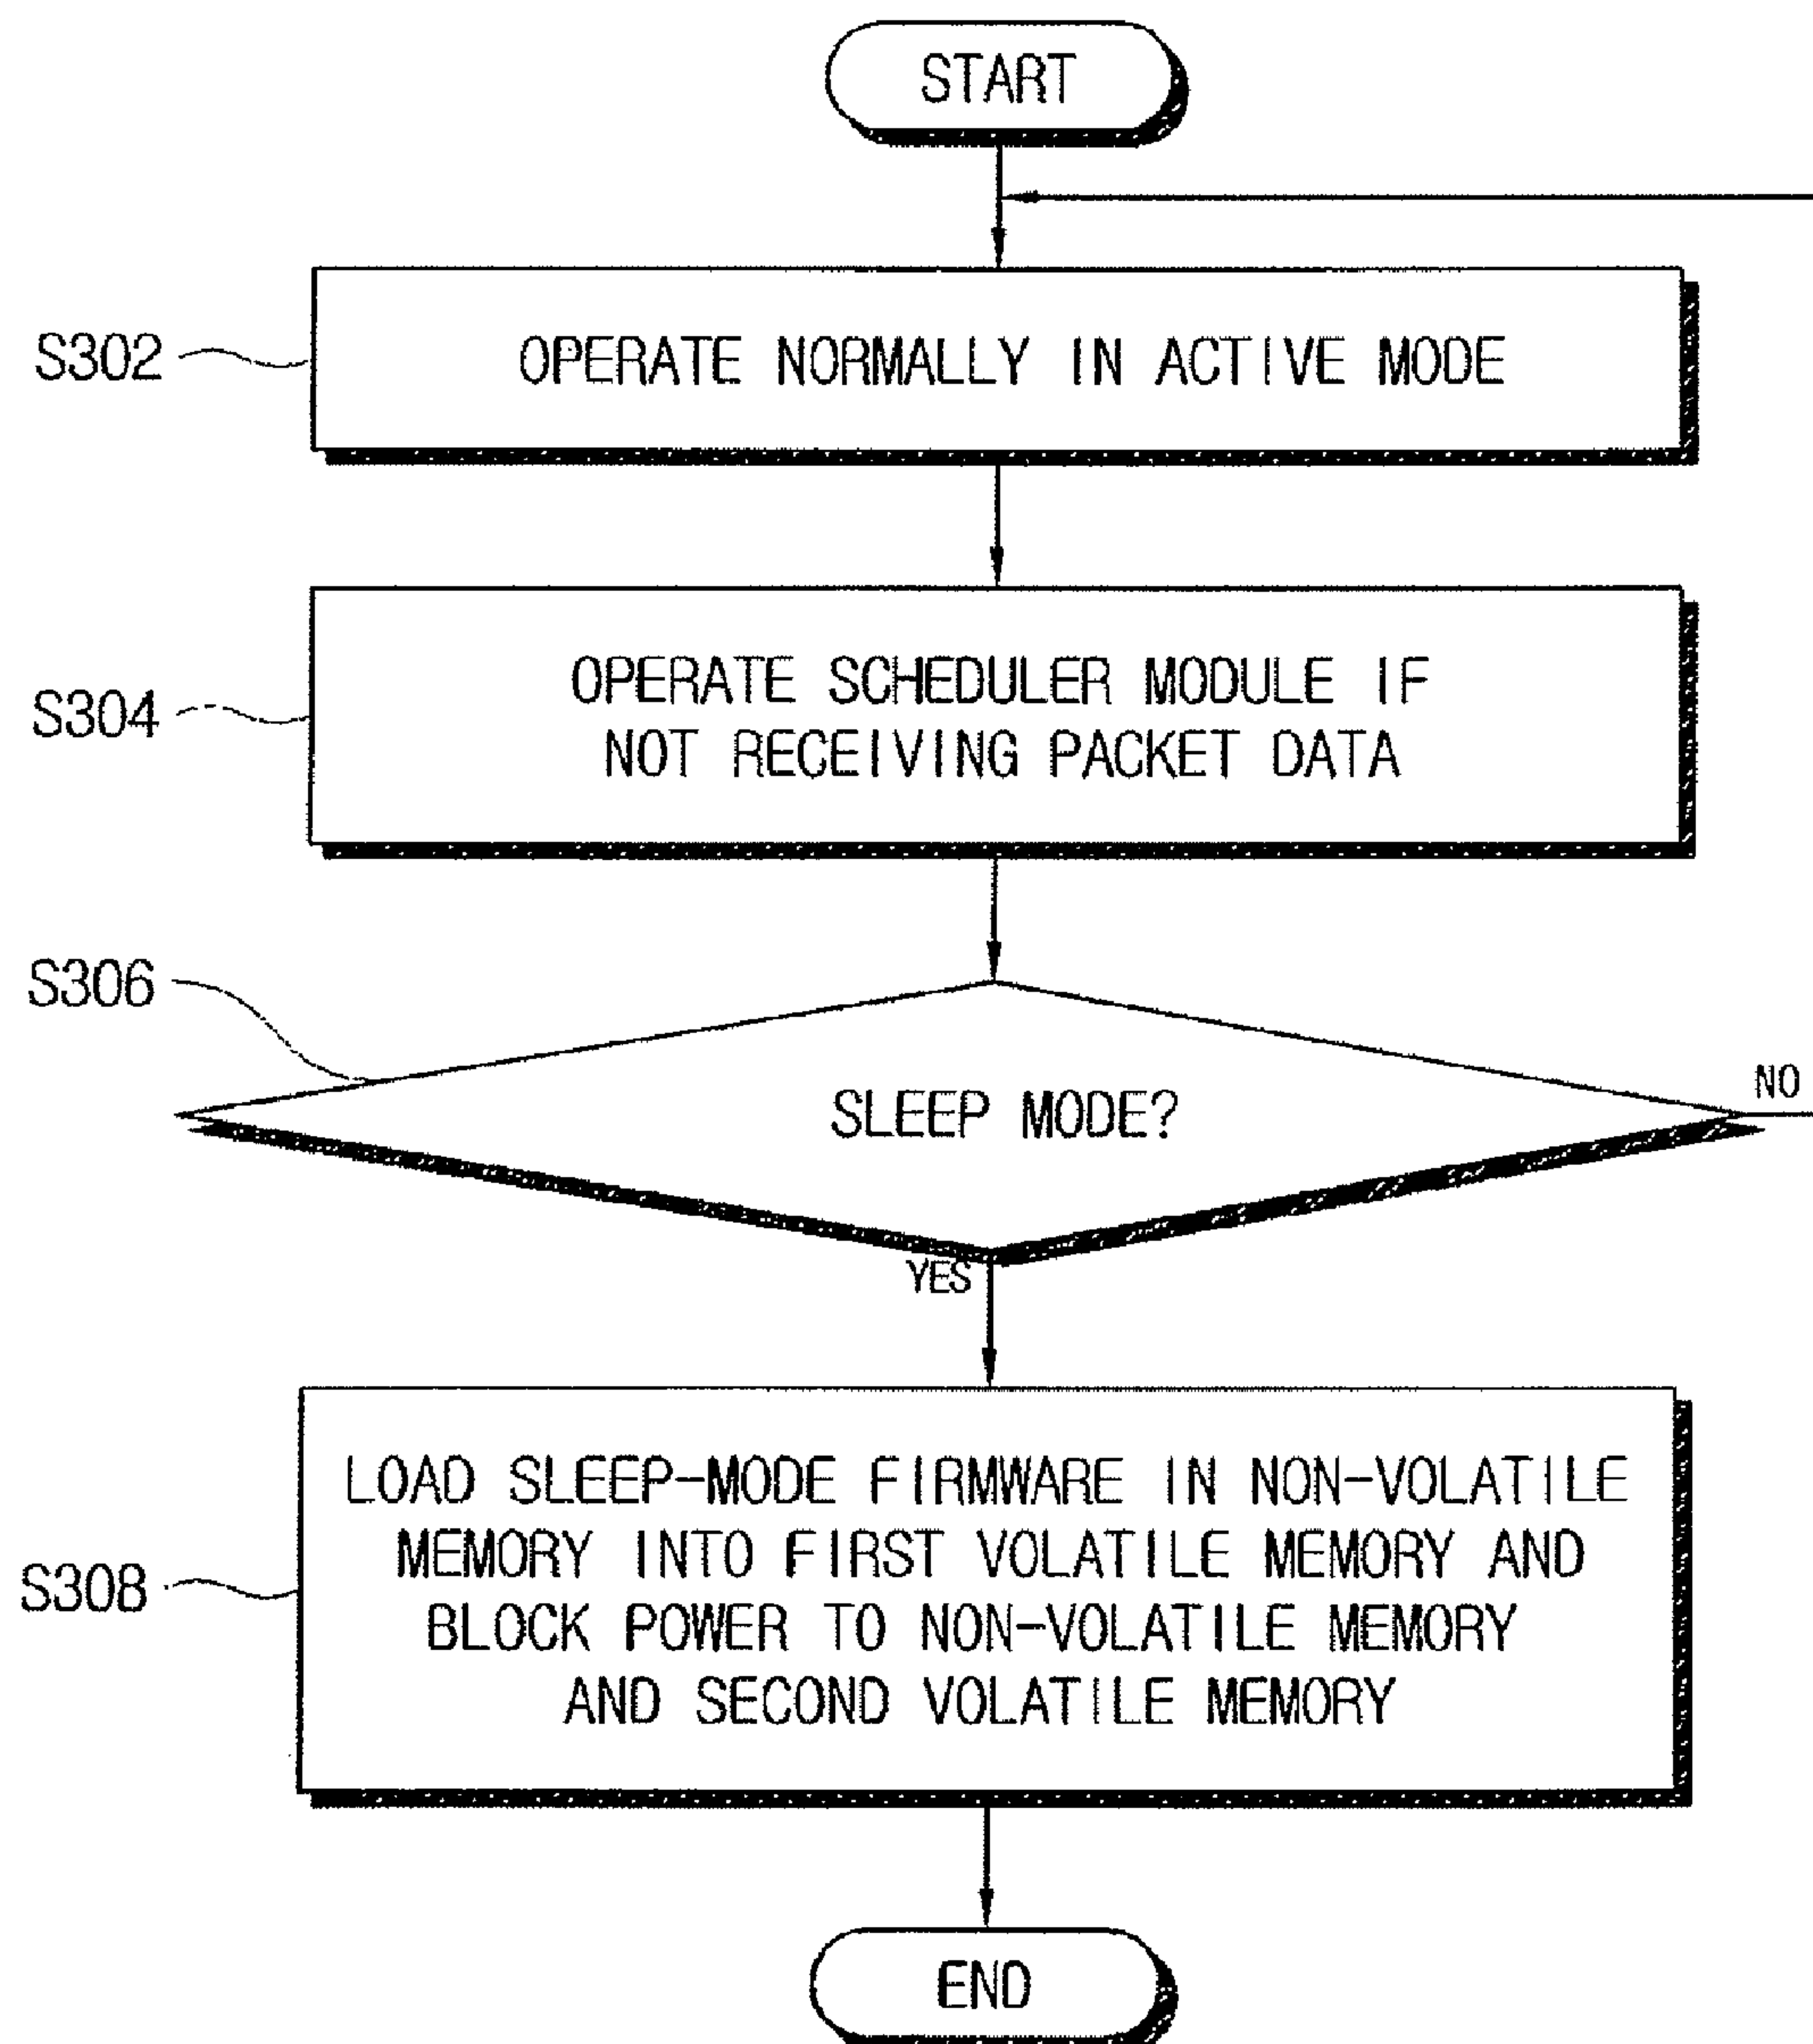 START
S302
OPERATE NORMALLY IN ACTIVE MODE
S304
OPERATE SCHEDULER MODULE IF
NOT RECEIVING PACKET DATA
S306
SLEEP MODE?
NO
YES
S308
LOAD SLEEP-MODE FIRMWARE IN NON-VOLATILE
MEMORY INTO FIRST VOLATILE MEMORY AND
BLOCK POWER TO NON-VOLATILE MEMORY
AND SECOND VOLATILE MEMORY
END